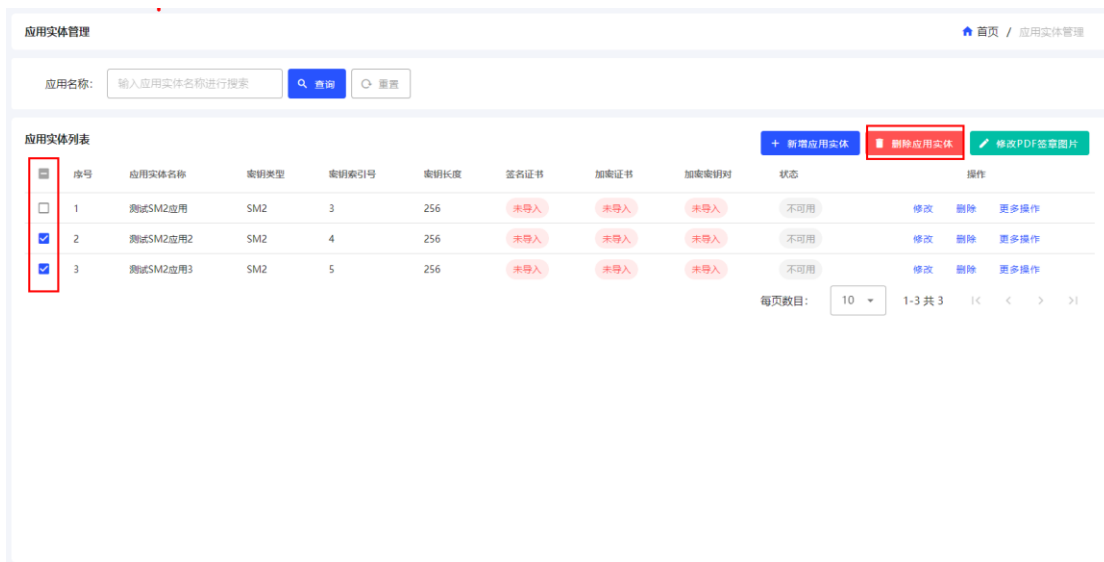 应用实体管理
首页 / 应用实体管理
应用名称: 输入应用实体名称进行搜索 查询 重置
应用实体列表
+ 新增应用实体 删除应用实体 修改PDF签章图片
序号 应用实体名称 密钥类型 密钥索引号 密钥长度 签名证书 加密证书 加密密钥对 状态 操作
1 测试SM2应用 SM2 3 256 未导入 未导入 未导入 不可用 修改 删除 更多操作
2 测试SM2应用2 SM2 4 256 未导入 未导入 未导入 不可用 修改 删除 更多操作
3 测试SM2应用3 SM2 5 256 未导入 未导入 未导入 不可用 修改 删除 更多操作
每页数目: 10 1-3 共 3